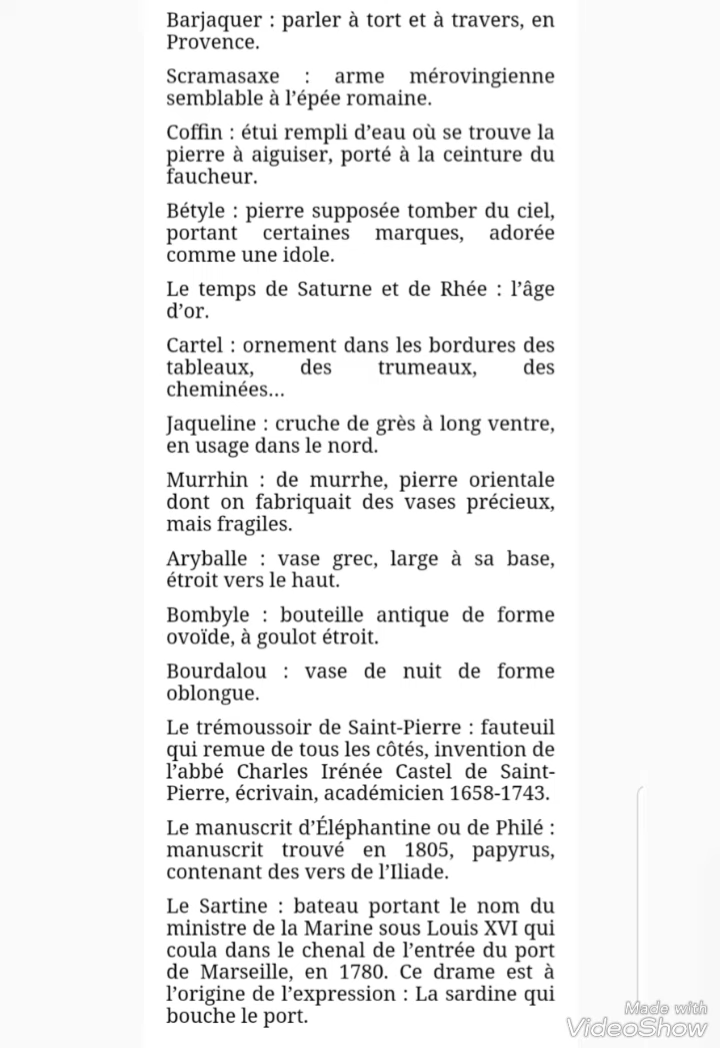 Barjaquer : parler à tort et à travers, en
Provence.
Scramasaxe : arme mérovingienne
semblable à l’épée romaine.
Coffin : étui rempli d’eau où se trouve la
pierre à aiguiser, porté à la ceinture du
faucheur.
Bétyle : pierre supposée tomber du ciel,
portant certaines marques, adorée
comme une idole.
Le temps de Saturne et de Rhée : l’âge
d’or.
Cartel : ornement dans les bordures des
tableaux, des trumeaux, des
cheminées…
Jaqueline : cruche de grès à long ventre,
en usage dans le nord.
Murrhin : de murrhe, pierre orientale
dont on fabriquait des vases précieux,
mais fragiles.
Aryballe : vase grec, large à sa base,
étroit vers le haut.
Bombyle : bouteille antique de forme
ovoïde, à goulot étroit.
Bourdalou : vase de nuit de forme
oblongue.
Le trémoussoir de Saint-Pierre : fauteuil
qui remue de tous les côtés, invention de
l’abbé Charles Irénée Castel de Saint-
Pierre, écrivain, académicien 1658-1743.
Le manuscrit d’Éléphantine ou de Philé :
manuscrit trouvé en 1805, papyrus,
contenant des vers de l’Iliade.
Le Sartine : bateau portant le nom du
ministre de la Marine sous Louis XVI qui
coula dans le chenal de l’entrée du port
de Marseille, en 1780. Ce drame est à
l’origine de l’expression : La sardine qui
bouche le port.
Made with
VideoShow